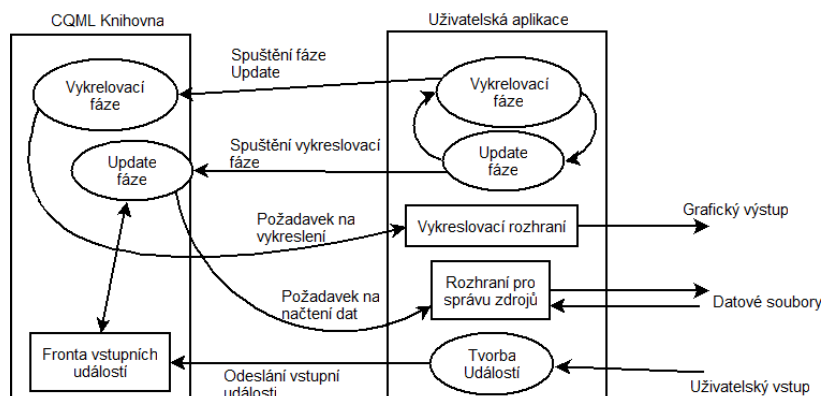 CQML Knihovna
Uživatelská aplikace
Spuštění fáze
Update
Vykrelovací
fáze
Vykrelovací
fáze
Spuštění vykreslovací
fáze
Update
fáze
Update
fáze
Požadavek na
vykreslení
Vykreslovací rozhraní
Grafický výstup
Požadavek na
načtení dat
Rozhraní pro
správu zdrojů
Datové soubory
Fronta vstupních
událostí
Odeslání vstupní
události
Tvorba
Událostí
Uživatelský vstup